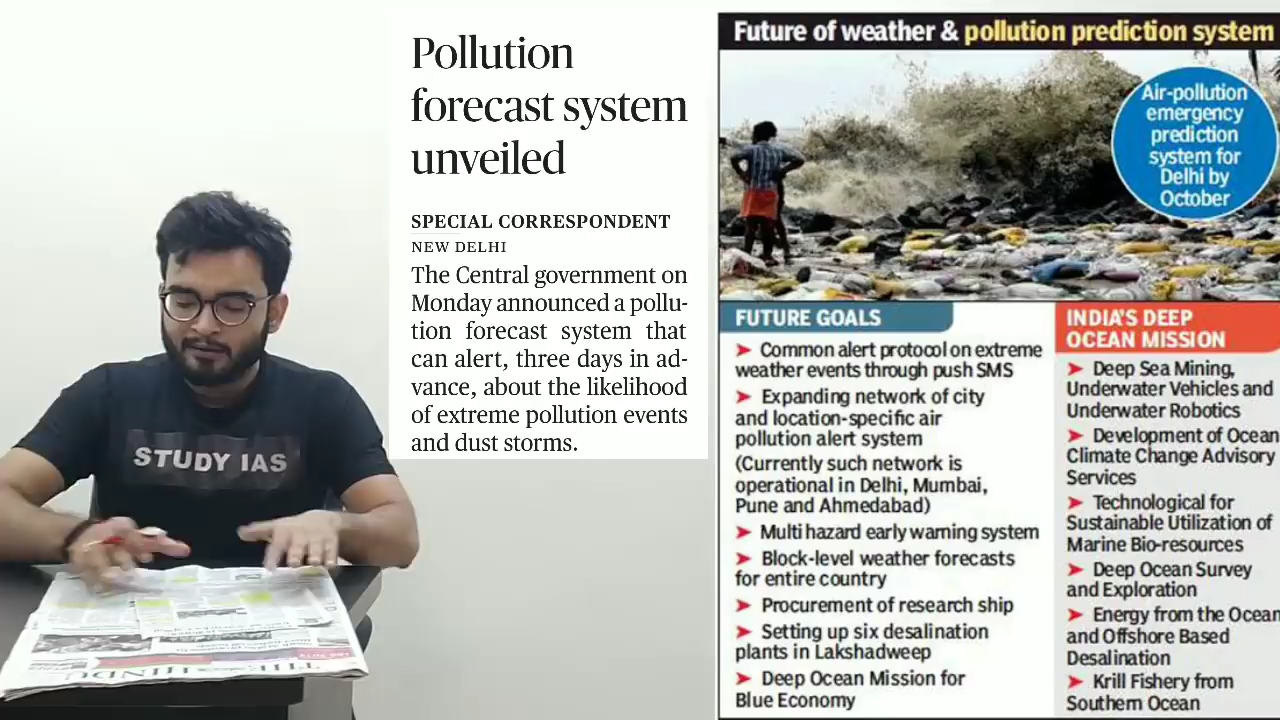 Pollution
forecast system
unveiled
SPECIAL CORRESPONDENT
NEW DELHI
The Central government on
Monday announced a pollu-
tion forecast system that
can alert, three days in ad-
vance, about the likelihood
of extreme pollution events
and dust storms.
STUDY IAS
THE HINDU
Future of weather & pollution prediction system
Air-pollution
emergency
prediction
system for
Delhi by
October
FUTURE GOALS
➤ Common alert protocol on extreme
weather events through push SMS
➤ Expanding network of city
and location-specific air
pollution alert system
(Currently such network is
operational in Delhi, Mumbai,
Pune and Ahmedabad)
➤ Multi hazard early warning system
➤ Block-level weather forecasts
for entire country
➤ Procurement of research ship
➤ Setting up six desalination
plants in Lakshadweep
➤ Deep Ocean Mission for
Blue Economy
INDIA'S DEEP
OCEAN MISSION
➤ Deep Sea Mining,
Underwater Vehicles and
Underwater Robotics
➤ Development of Ocean
Climate Change Advisory
Services
➤ Technological for
Sustainable Utilization of
Marine Bio-resources
➤ Deep Ocean Survey
and Exploration
➤ Energy from the Ocean
and Offshore Based
Desalination
➤ Krill Fishery from
Southern Ocean